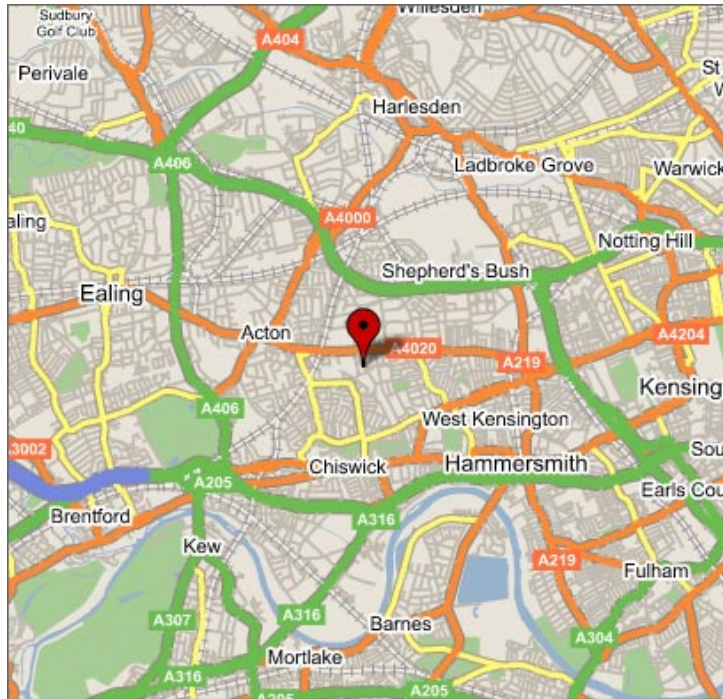 Willesden
Sudbury
Golf Club
A404
Perivale
St
W
Harlesden
40
A406
Ladbroke Grove
Warwick
A4000
aling
Notting Hill
Shepherd's Bush
Ealing
Acton
A4020
A4204
A219
Kensing
A406
West Kensington
A3002
Chiswick
Hammersmith
Sou
A205
Earls Cou
Brentford
A316
Kew
A219
Fulham
A307
A316
Barnes
A304
Mortlake
A316
A205
A205